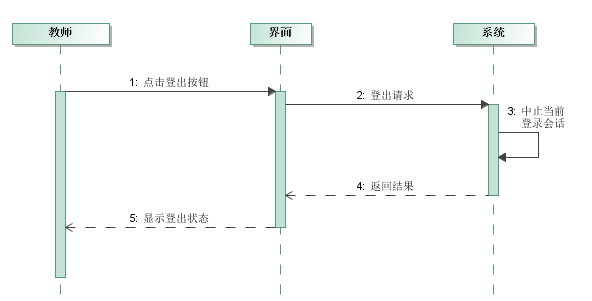 教师
界面
系统
1: 点击登出按钮
2: 登出请求
3: 中止当前
登录会话
4: 返回结果
5: 显示登出状态